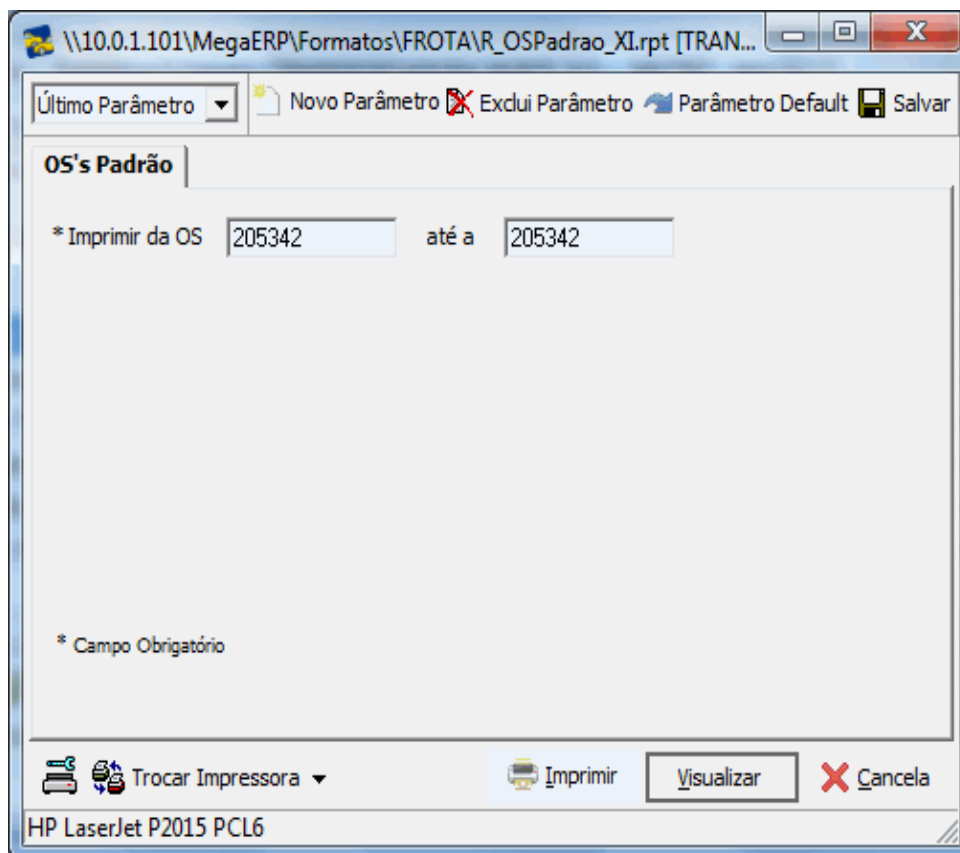 \\10.0.1.101\MegaERP\Formatos\FROTA\R_OSPadrao_XI.rpt [TRAN...
Último Parâmetro Novo Parâmetro Exclui Parâmetro Parâmetro Default Salvar
OS's Padrão
* Imprimir da OS 205342 até a 205342
* Campo Obrigatório
Trocar Impressora Imprimir Visualizar Cancela
HP LaserJet P2015 PCL6